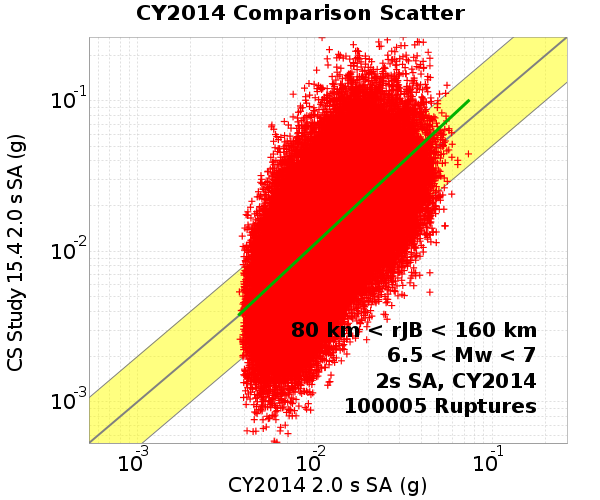 CY2014 Comparison Scatter
CS Study 15.4 2.0 s SA (g)
10-1
10-2
10-3
80 km < rJB < 160 km
6.5 < Mw < 7
2s SA, CY2014
100005 Ruptures
10-3 10-2 10-1
CY2014 2.0 s SA (g)